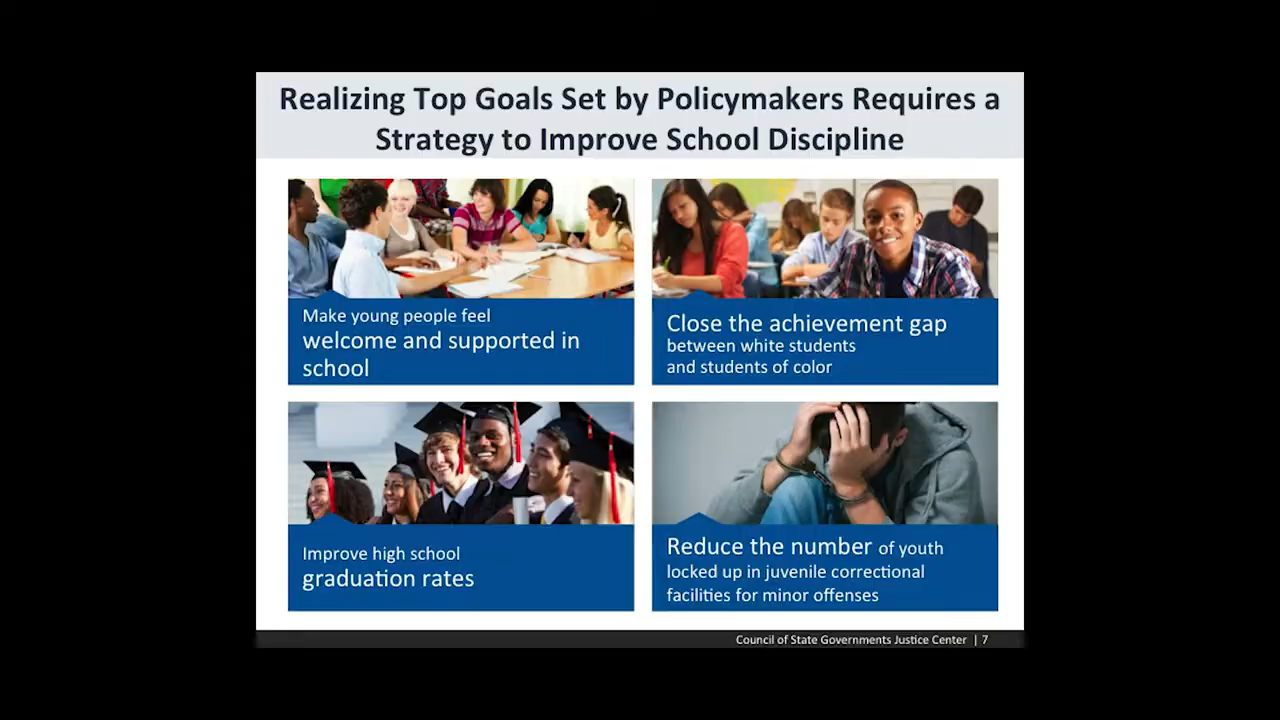 Realizing Top Goals Set by Policymakers Requires a
Strategy to Improve School Discipline
Make young people feel
welcome and supported in
school
Close the achievement gap
between white students
and students of color
Improve high school
graduation rates
Reduce the number of youth
locked up in juvenile correctional
facilities for minor offenses
Council of State Governments Justice Center | 7